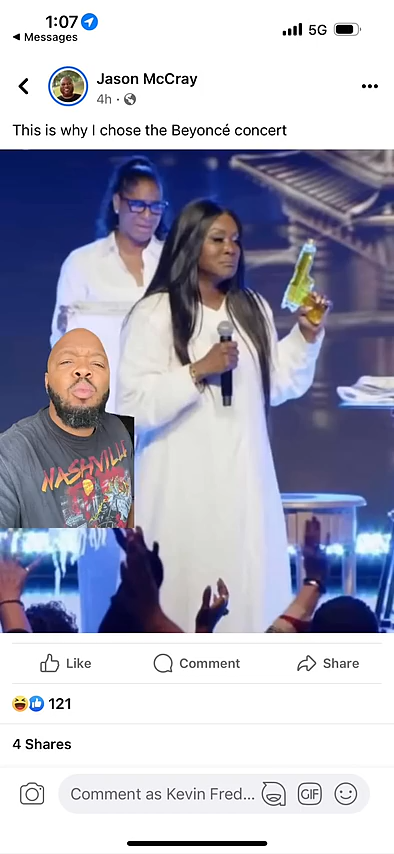 1:07
5G
Messages
Jason McCray
4h
This is why I chose the Beyoncé concert
NASHVILLE
Like
Comment
Share
121
4 Shares
Comment as Kevin Fred...
GIF